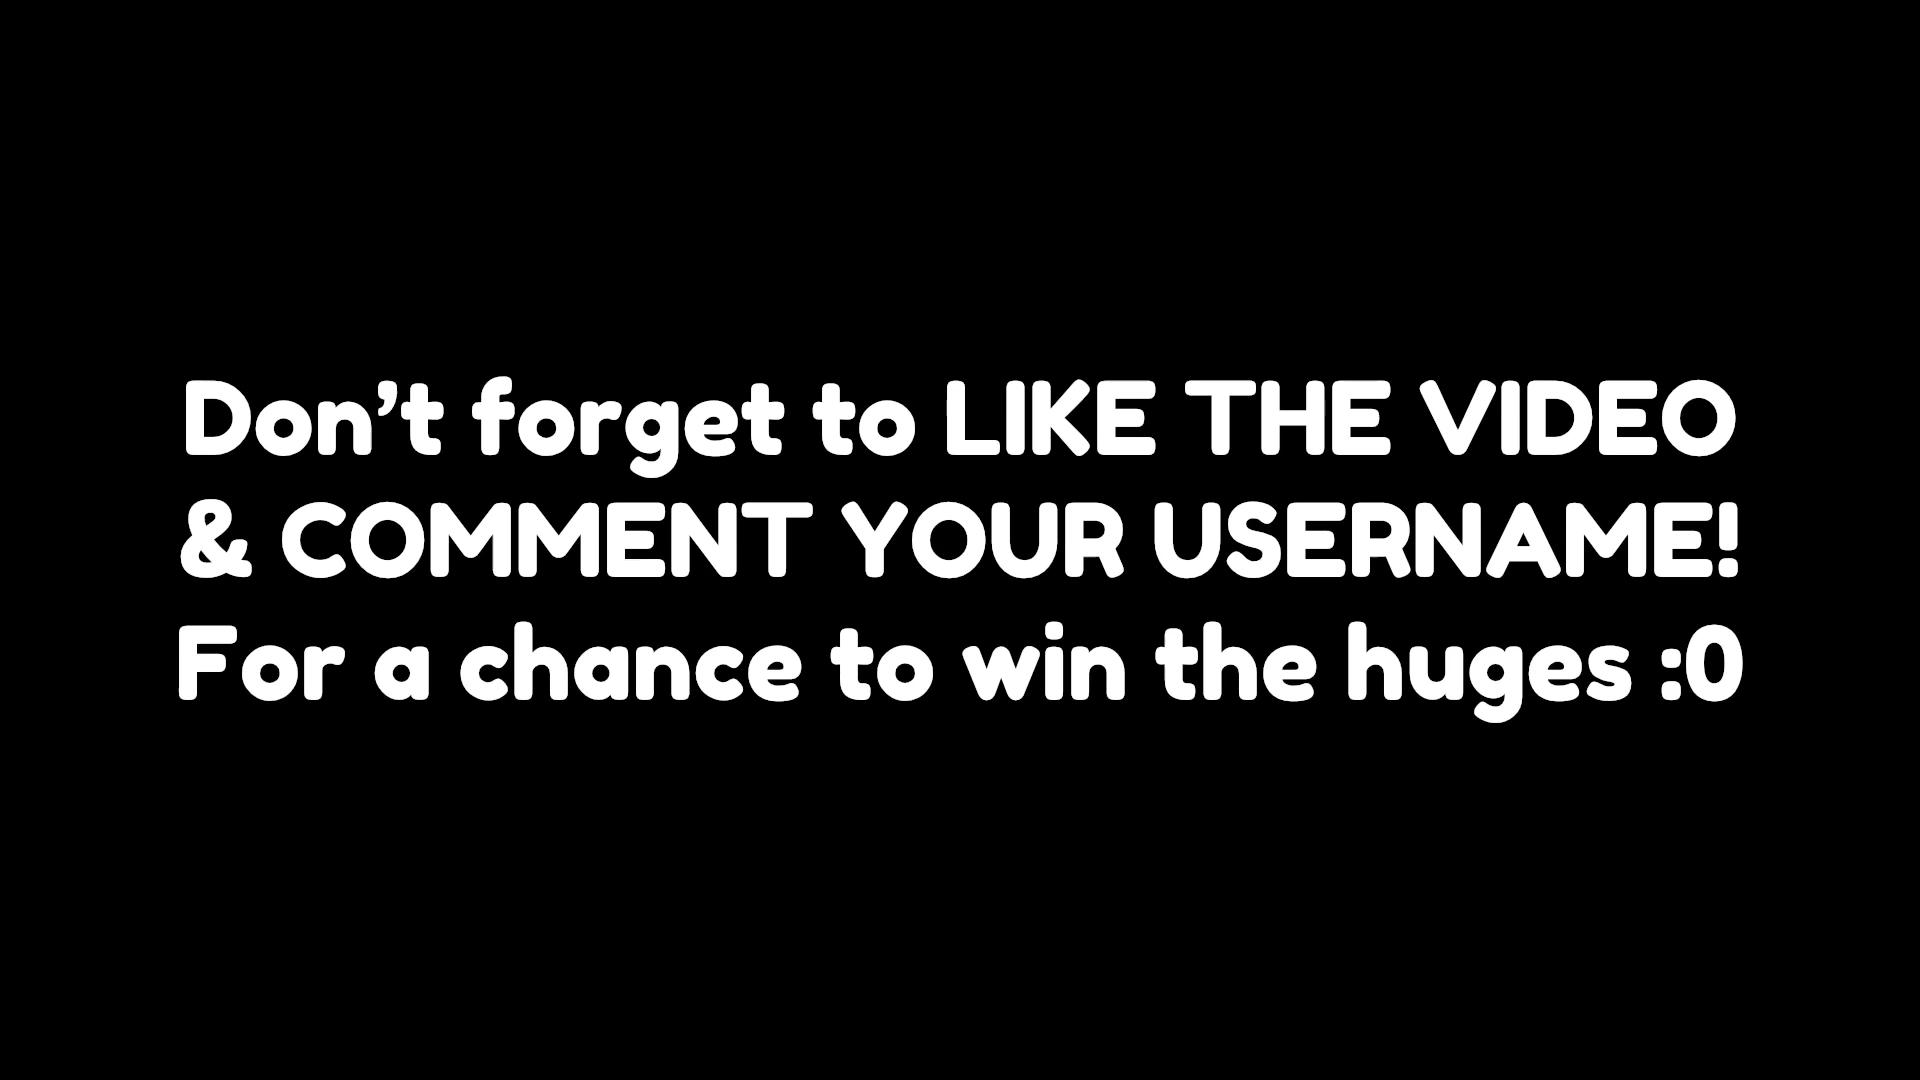 Don’t forget to LIKE THE VIDEO
& COMMENT YOUR USERNAME!
For a chance to win the huges :0